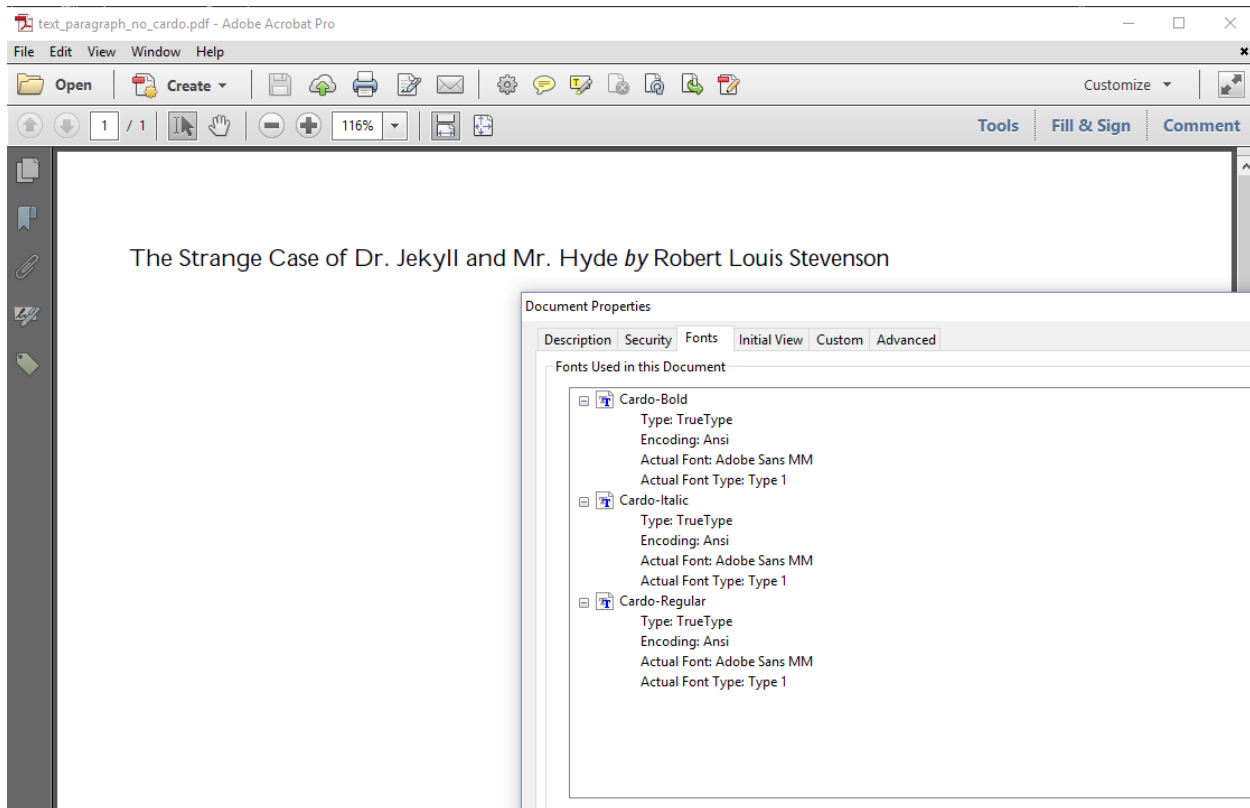 text_paragraph_no_cardo.pdf - Adobe Acrobat Pro
File Edit View Window Help
Open Create Customize
1 / 1 116% Tools Fill & Sign Comment
The Strange Case of Dr. Jekyll and Mr. Hyde by Robert Louis Stevenson
Document Properties
Description Security Fonts Initial View Custom Advanced
Fonts Used in this Document
Cardo-Bold
Type: TrueType
Encoding: Ansi
Actual Font: Adobe Sans MM
Actual Font Type: Type 1
Cardo-Italic
Type: TrueType
Encoding: Ansi
Actual Font: Adobe Sans MM
Actual Font Type: Type 1
Cardo-Regular
Type: TrueType
Encoding: Ansi
Actual Font: Adobe Sans MM
Actual Font Type: Type 1